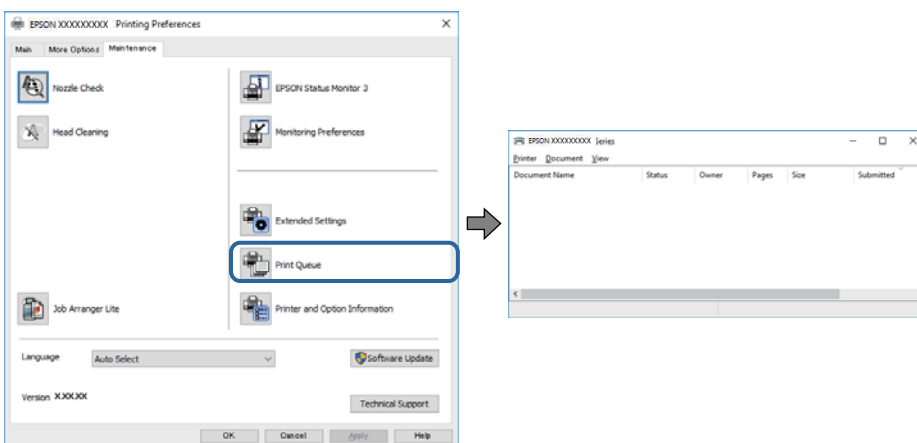 EPSON XXXXXXXXX Printing Preferences
Main More Options Maintenance
Nozzle Check
EPSON Status Monitor 3
Head Cleaning
Monitoring Preferences
Extended Settings
Print Queue
Job Arranger Lite
Printer and Option Information
Language Auto Select
Software Update
Version X.XX.XX
Technical Support
OK Cancel Apply Help
EPSON XXXXXXXXX Series
Printer Document View
Document Name Status Owner Pages Size Submitted